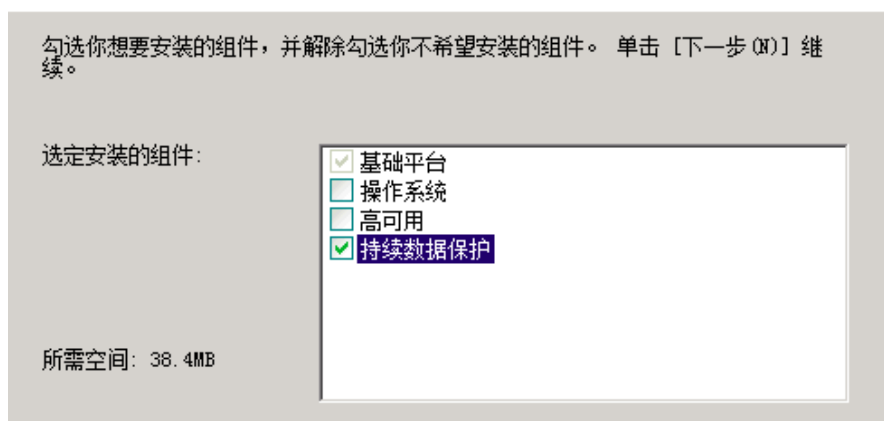 勾选你想要安装的组件，并解除勾选你不希望安装的组件。 单击 [下一步(N)] 继
续。
选定安装的组件:
基础平台
操作系统
高可用
持续数据保护
所需空间: 38.4MB